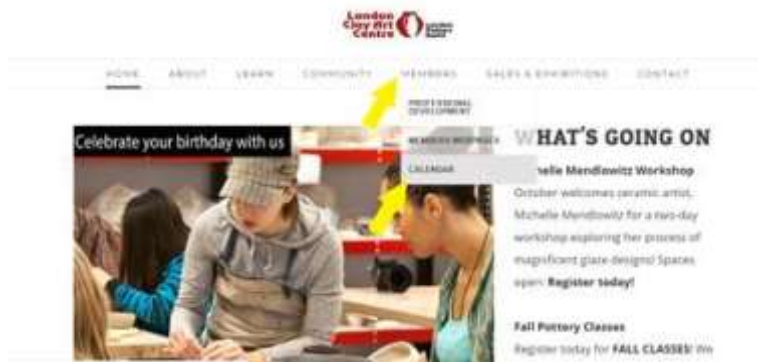 London
Clay Art
Centre
HOME ABOUT LEARN COMMUNITY MEMBERS SALES & EXHIBITIONS CONTACT
PROFESSIONAL
DEVELOPMENT
CALENDAR
Celebrate your birthday with us
WHAT'S GOING ON
helle Mendlowitz Workshop
October welcomes ceramic artist,
Michelle Mendlowitz for a two-day
workshop exploring her process of
magnificent glaze designs! Spaces
open: Register today!
Fall Pottery Classes
Register today for FALL CLASSES! We